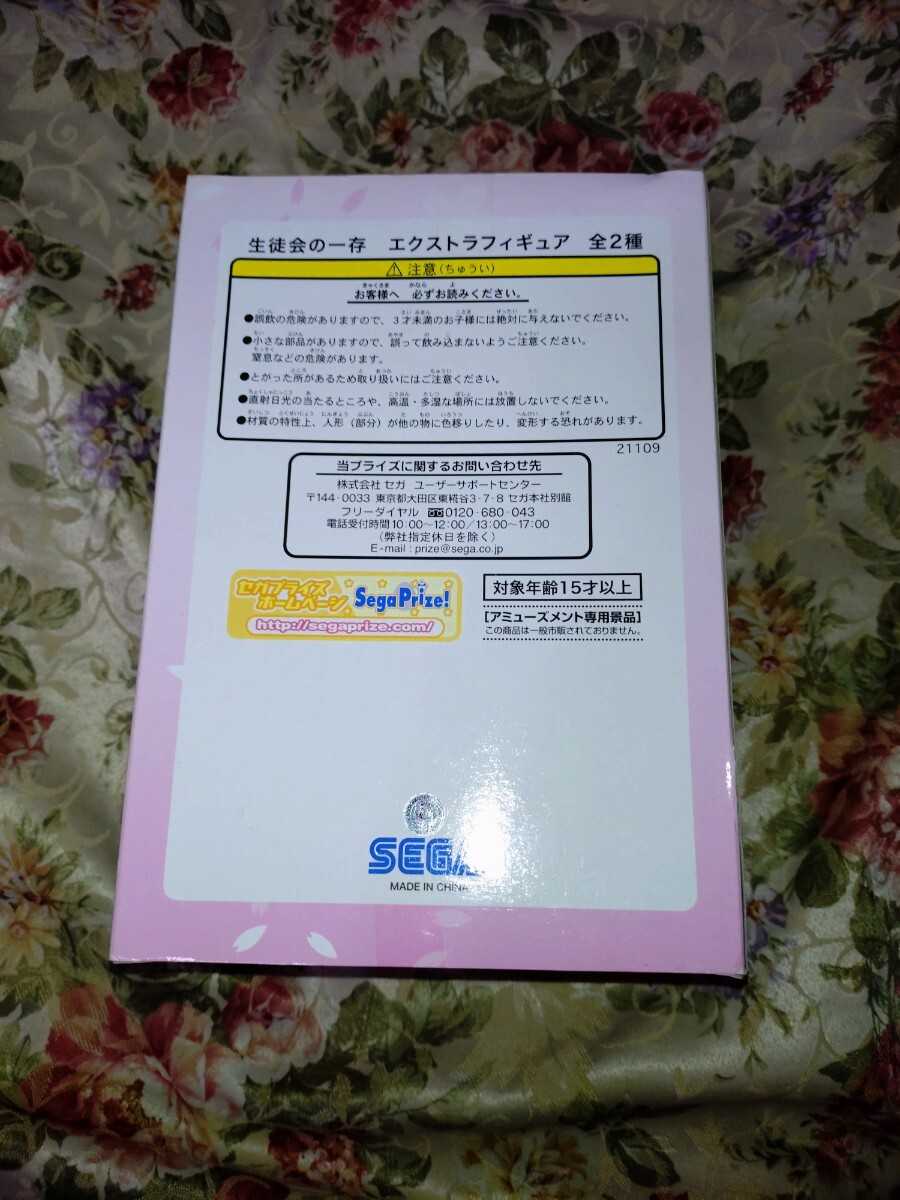 生徒会の一存 エクストラフィギュア 全2種
⚠ 注意(ちゅうい)
お客様へ 必ずお読みください。
●誤飲の危険がありますので、3才未満のお子様には絶対に与えないでください。
●小さな部品がありますので、誤って飲み込まないようご注意ください。
窒息などの危険があります。
●とがった所があるため取り扱いにはご注意ください。
●直射日光の当たるところや、高温・多湿な場所には放置しないでください。
●材質の特性上、人形(部分)が他の物に色移りしたり、変形する恐れがあります。
21109
当プライズに関するお問い合わせ先
株式会社 セガ ユーザーサポートセンター
〒144-0033 東京都大田区東糀谷3-7-8 セガ本社別館
フリーダイヤル 0120-680-043
電話受付時間 10:00〜12:00/13:00〜17:00
(弊社指定休日を除く)
E-mail : prize@sega.co.jp
セガプライズ
ホームページ
Sega Prize!
http://segaprize.com/
対象年齢15才以上
[アミューズメント専用景品]
この商品は一般市販されておりません。
SEGA
MADE IN CHINA